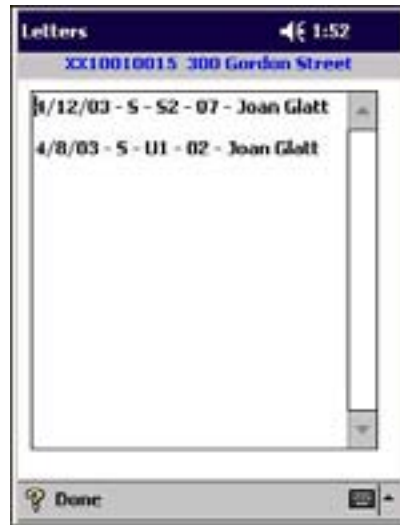 Letters 1:52
XX10010015 300 Gordon Street
4/12/03 - S - S2 - 07 - Joan Glatt
4/8/03 - S - U1 - 02 - Joan Glatt
Done